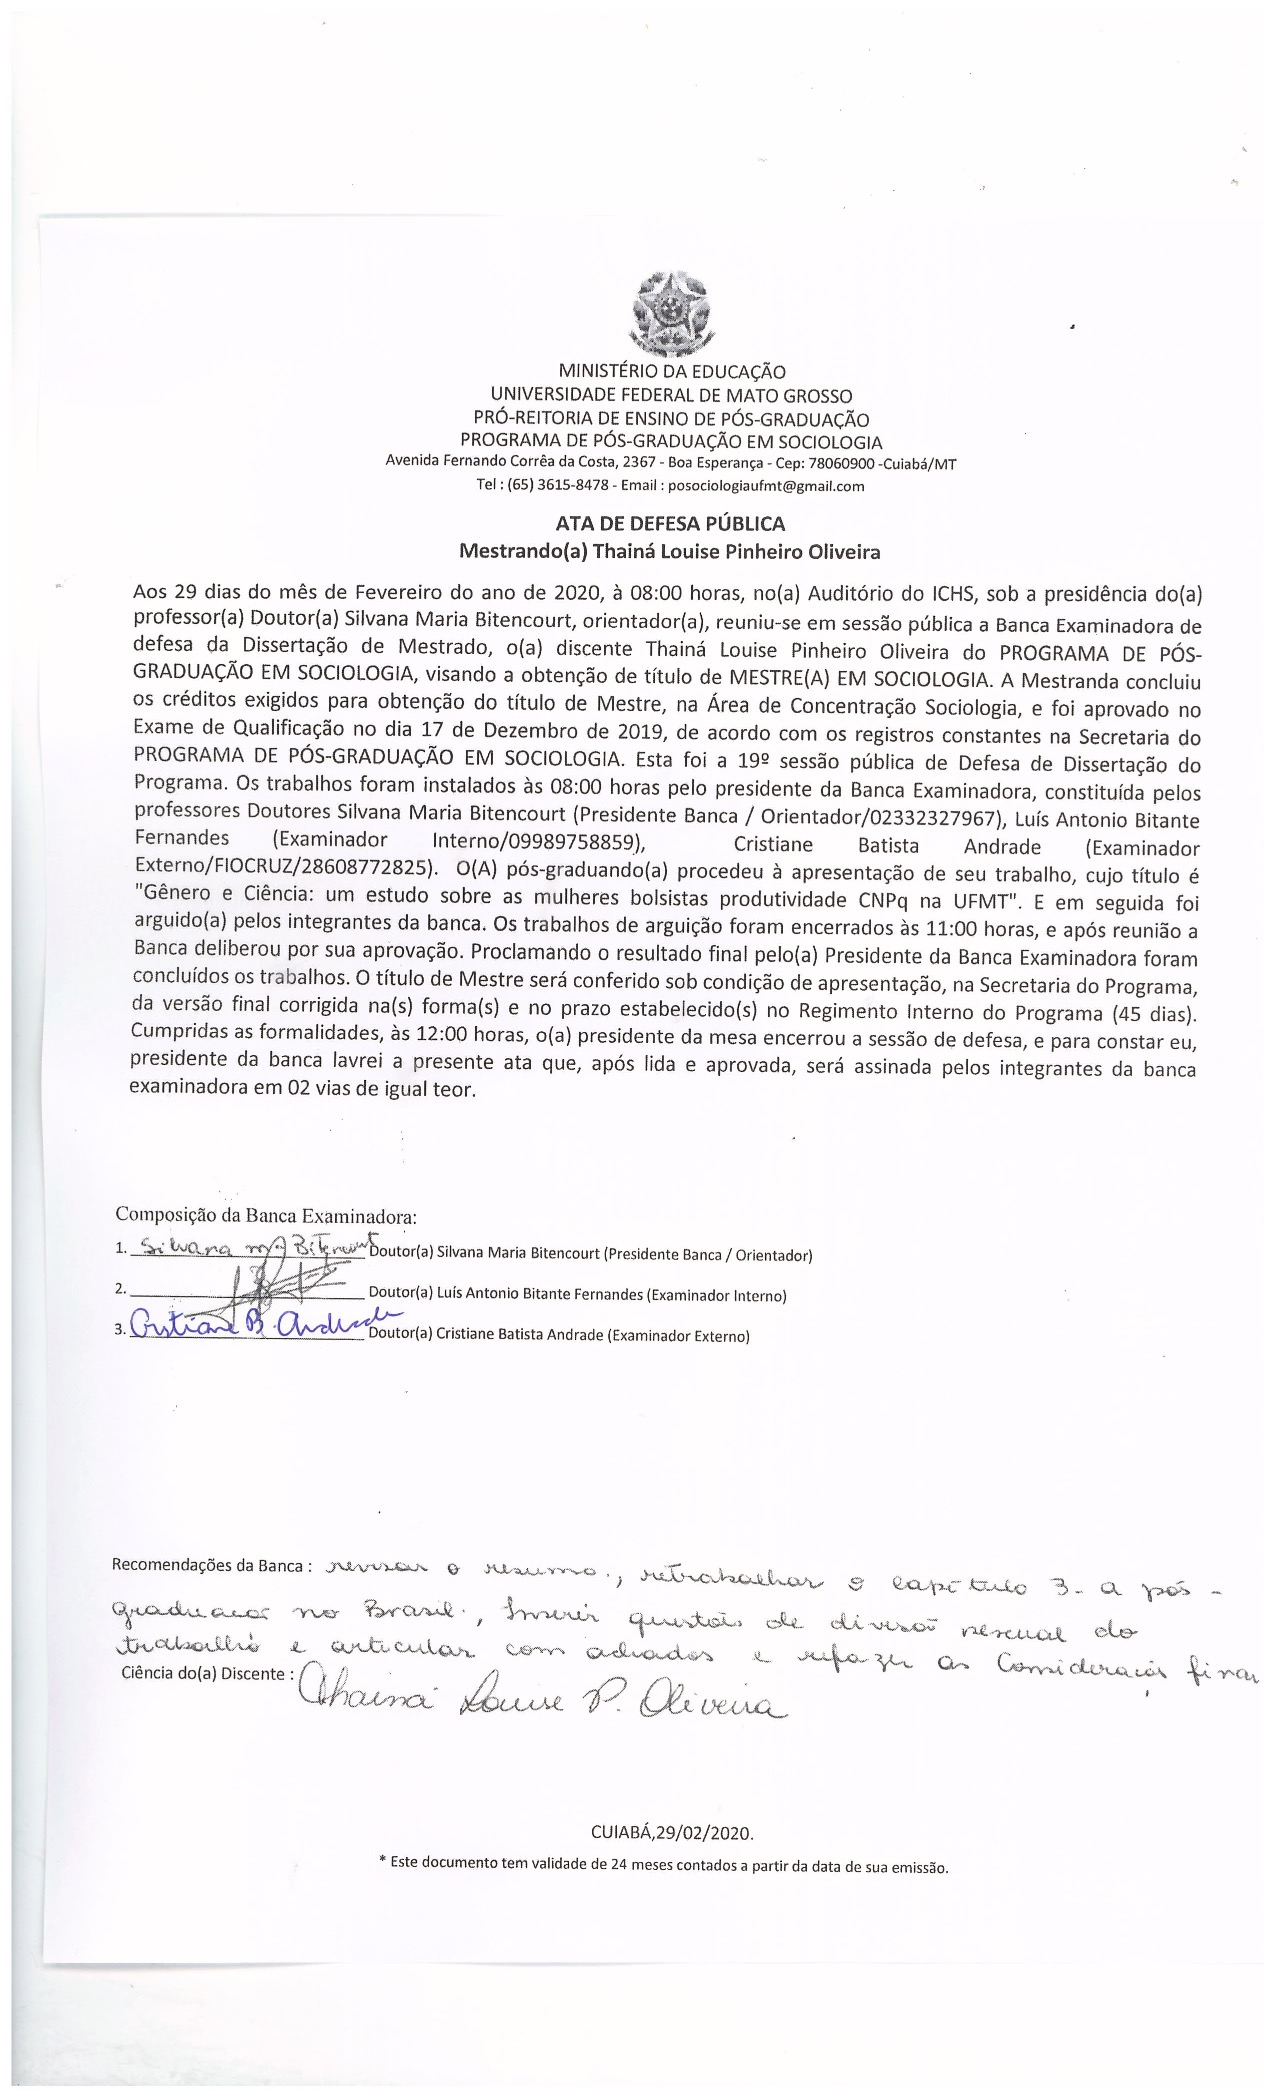 MINISTÉRIO DA EDUCAÇÃO
UNIVERSIDADE FEDERAL DE MATO GROSSO
PRÓ-REITORIA DE ENSINO DE PÓS-GRADUAÇÃO
PROGRAMA DE PÓS-GRADUAÇÃO EM SOCIOLOGIA
Avenida Fernando Corrêa da Costa, 2367 - Boa Esperança - Cep: 78060900 -Cuiabá/MT
Tel : (65) 3615-8478 - Email : posociologiaufmt@gmail.com
ATA DE DEFESA PÚBLICA
Mestrando(a) Thainá Louise Pinheiro Oliveira
Aos 29 dias do mês de Fevereiro do ano de 2020, à 08:00 horas, no(a) Auditório do ICHS, sob a presidência do(a)
professor(a) Doutor(a) Silvana Maria Bitencourt, orientador(a), reuniu-se em sessão pública a Banca Examinadora de
defesa da Dissertação de Mestrado, o(a) discente Thainá Louise Pinheiro Oliveira do PROGRAMA DE PÓS-
GRADUAÇÃO EM SOCIOLOGIA, visando a obtenção de título de MESTRE(A) EM SOCIOLOGIA. A Mestranda concluiu
os créditos exigidos para obtenção do título de Mestre, na Área de Concentração Sociologia, e foi aprovado no
Exame de Qualificação no dia 17 de Dezembro de 2019, de acordo com os registros constantes na Secretaria do
PROGRAMA DE PÓS-GRADUAÇÃO EM SOCIOLOGIA. Esta foi a 19º sessão pública de Defesa de Dissertação do
Programa. Os trabalhos foram instalados às 08:00 horas pelo presidente da Banca Examinadora, constituída pelos
professores Doutores Silvana Maria Bitencourt (Presidente Banca / Orientador/02332327967), Luís Antonio Bitante
Fernandes (Examinador Interno/09989758859), Cristiane Batista Andrade (Examinador
Externo/FIOCRUZ/28608772825). O(A) pós-graduando(a) procedeu à apresentação de seu trabalho, cujo título é
"Gênero e Ciência: um estudo sobre as mulheres bolsistas produtividade CNPq na UFMT". E em seguida foi
arguido(a) pelos integrantes da banca. Os trabalhos de arguição foram encerrados às 11:00 horas, e após reunião a
Banca deliberou por sua aprovação. Proclamando o resultado final pelo(a) Presidente da Banca Examinadora foram
concluídos os trabalhos. O título de Mestre será conferido sob condição de apresentação, na Secretaria do Programa,
da versão final corrigida na(s) forma(s) e no prazo estabelecido(s) no Regimento Interno do Programa (45 dias).
Cumpridas as formalidades, às 12:00 horas, o(a) presidente da mesa encerrou a sessão de defesa, e para constar eu,
presidente da banca lavrei a presente ata que, após lida e aprovada, será assinada pelos integrantes da banca
examinadora em 02 vias de igual teor.
Composição da Banca Examinadora:
1. Silvana Mª Bitencourt Doutor(a) Silvana Maria Bitencourt (Presidente Banca / Orientador)
2. Doutor(a) Luís Antonio Bitante Fernandes (Examinador Interno)
3. Cristiane B. Andrade Doutor(a) Cristiane Batista Andrade (Examinador Externo)
Recomendações da Banca : revisar o resumo., retrabalhar o capítulo 3- a pós -
graduacao no Brasil., Inserir questões de divisão sexual do
trabalho e articular com achados e refazer as Considerações finai
Ciência do(a) Discente : Thainá Louise P. Oliveira
CUIABÁ,29/02/2020.
* Este documento tem validade de 24 meses contados a partir da data de sua emissão.